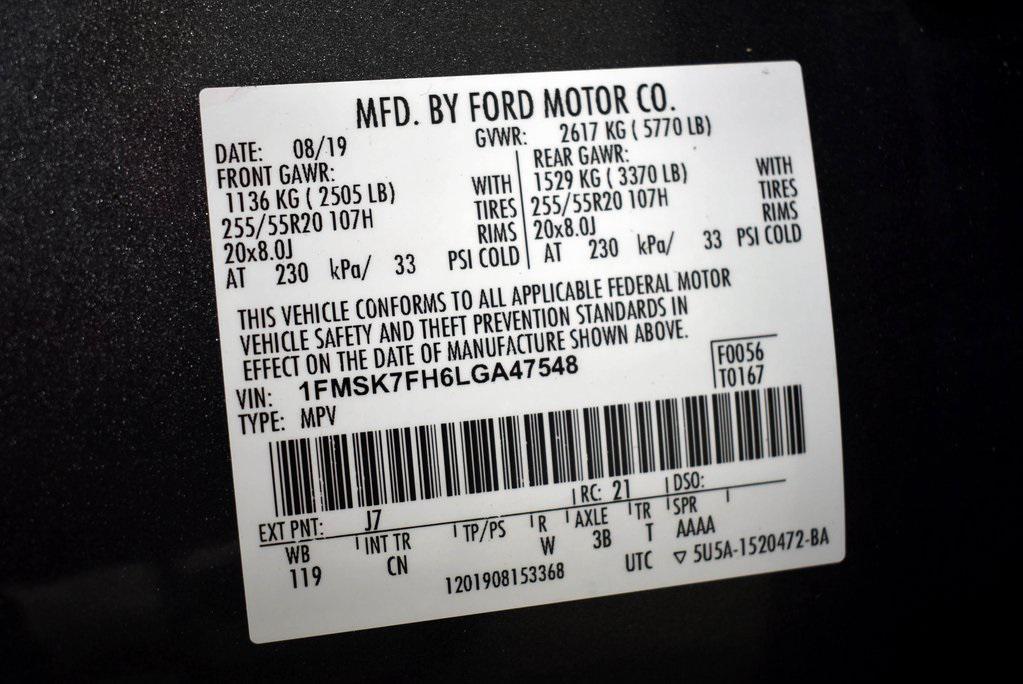 MFD. BY FORD MOTOR CO.
DATE: 08/19 GVWR: 2617 KG ( 5770 LB)
FRONT GAWR: REAR GAWR:
1136 KG ( 2505 LB) WITH 1529 KG ( 3370 LB) WITH
255/55R20 107H TIRES 255/55R20 107H TIRES
20x8.0J RIMS 20x8.0J RIMS
AT 230 kPa/ 33 PSI COLD AT 230 kPa/ 33 PSI COLD
THIS VEHICLE CONFORMS TO ALL APPLICABLE FEDERAL MOTOR
VEHICLE SAFETY AND THEFT PREVENTION STANDARDS IN
EFFECT ON THE DATE OF MANUFACTURE SHOWN ABOVE.
VIN: 1FMSK7FH6LGA47548 F0056
TYPE: MPV T0167
EXT PNT: J7 RC: 21 DSO:
WB INT TR TP/PS R AXLE TR SPR
119 CN W 3B T AAAA
1201908153368 UTC ▽ 5U5A-1520472-BA